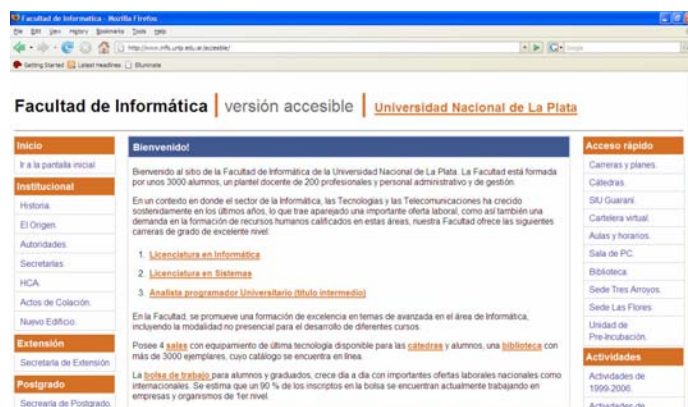 Facultad de Informatica - Mozilla Firefox
File Edit View History Bookmarks Tools Help
http://www.info.unlp.edu.ar/accesible/
Getting Started Latest Headlines
Facultad de Informática versión accesible Universidad Nacional de La Plata
Inicio
Ir a la pantalla inicial
Institucional
Historia.
El Origen.
Autoridades.
Secretarías.
HCA.
Actos de Colación.
Nuevo Edificio.
Extensión
Secretaría de Extensión
Postgrado
Secrearía de Postgrado.
Bienvenido!
Bienvenido al sitio de la Facultad de Informática de la Universidad Nacional de La Plata. La Facultad está formada
por unos 3000 alumnos, un plantel docente de 200 profesionales y personal administrativo y de gestión.
En un contexto en donde el sector de la Informática, las Tecnologías y las Telecomunicaciones ha crecido
sostenidamente en los últimos años, lo que trae aparejado una importante oferta laboral, como así también una
demanda en la formación de recursos humanos calificados en estas áreas, nuestra Facultad ofrece las siguientes
carreras de grado de excelente nivel:
1. Licenciatura en Informática
2. Licenciatura en Sistemas
3. Analista programador Universitario (título intermedio)
En la Facultad, se promueve una formación de excelencia en temas de avanzada en el área de Informática,
incluyendo la modalidad no presencial para el desarrollo de diferentes cursos.
Posee 4 salas con equipamiento de última tecnología disponible para las cátedras y alumnos, una biblioteca con
más de 3000 ejemplares, cuyo catálogo se encuentra en línea.
La bolsa de trabajo para alumnos y graduados, crece día a día con importantes ofertas laborales nacionales como
internacionales. Se estima que un 90 % de los inscriptos en la bolsa se encuentran actualmente trabajando en
empresas y organismos de 1er nivel.
Acceso rápido
Carreras y planes.
Cátedras.
SIU Guaraní.
Cartelera virtual.
Aulas y horarios.
Sala de PC.
Biblioteca.
Sede Tres Arroyos.
Sede Las Flores.
Unidad de
Pre-Incubación.
Actividades
Actividades de
1999-2006.
Actividades de